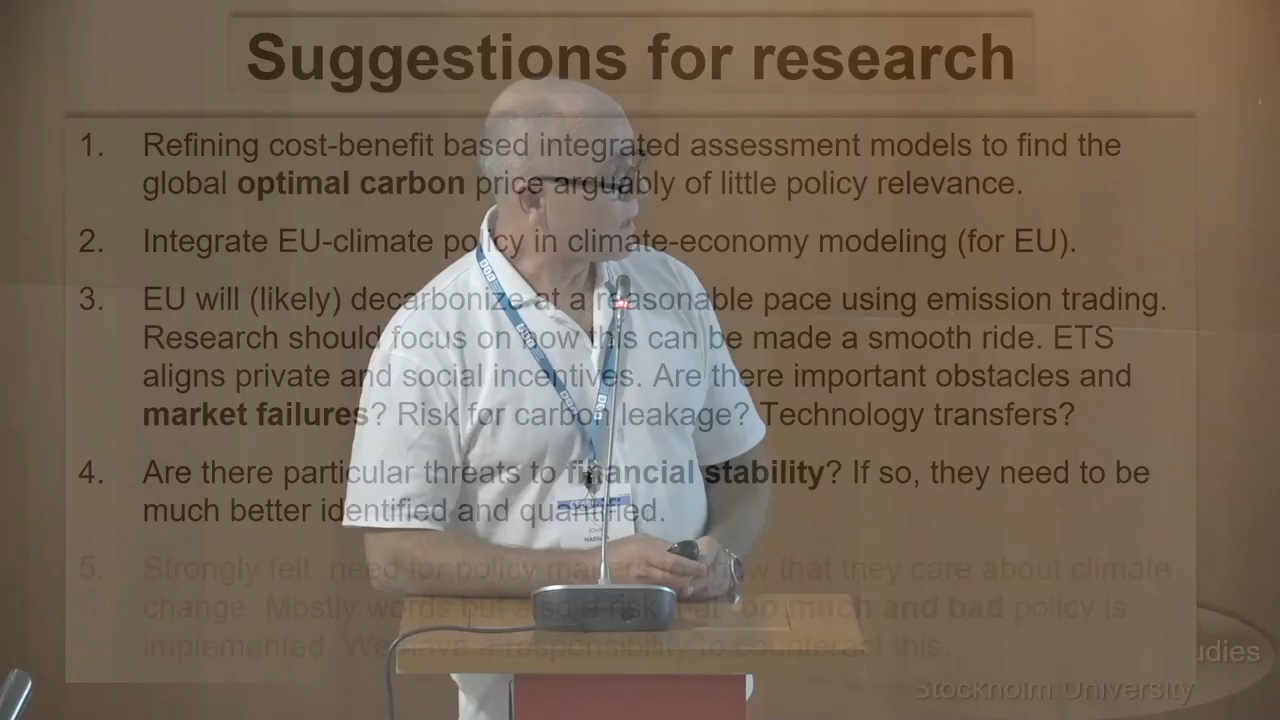 Suggestions for research
1. Refining cost-benefit based integrated assessment models to find the
global optimal carbon price arguably of little policy relevance.
2. Integrate EU-climate policy in climate-economy modeling (for EU).
3. EU will (likely) decarbonize at a reasonable pace using emission trading.
Research should focus on how this can be made a smooth ride. ETS
aligns private and social incentives. Are there important obstacles and
market failures? Risk for carbon leakage? Technology transfers?
4. Are there particular threats to financial stability? If so, they need to be
much better identified and quantified.
5. Strongly felt need for policy makers to show that they care about climate
change. Mostly words but also a risk that too much and bad policy is
implemented. We have a responsibility to counteract this.
Stockholm University